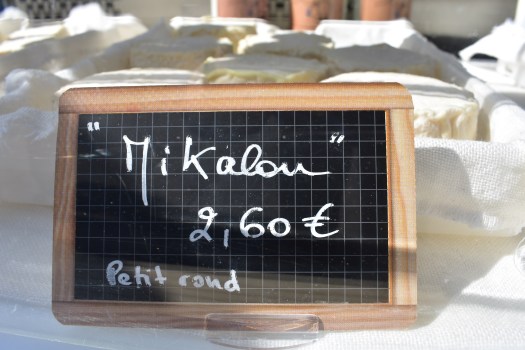 "Mikalou"
2,60 €
Petit rond